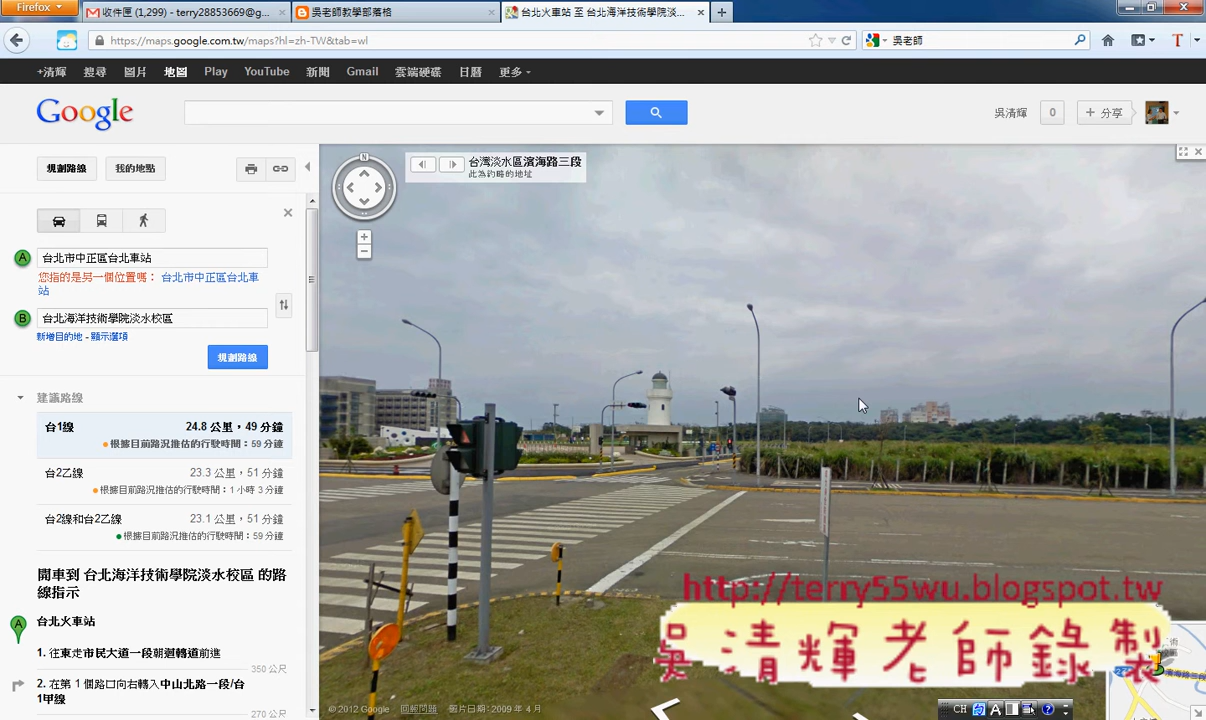 Firefox
收件匣 (1,299) - terry28853669@g...
吳老師教學部落格
台北火車站 至 台北海洋技術學院淡...
https://maps.google.com.tw/maps?hl=zh-TW&tab=wl
吳老師
+清輝 搜尋 圖片 地圖 Play YouTube 新聞 Gmail 雲端硬碟 日曆 更多
Google
吳清輝 0 + 分享
規劃路線 我的地點
台灣淡水區濱海路三段
此為約略的地址
N
A 台北市中正區台北車站
您指的是另一個位置嗎： 台北市中正區台北車
站
B 台北海洋技術學院淡水校區
新增目的地 - 顯示選項
規劃路線
建議路線
台1線 24.8 公里，49 分鐘
根據目前路況推估的行駛時間：59 分鐘
台2乙線 23.3 公里，51 分鐘
根據目前路況推估的行駛時間：1 小時 3 分鐘
台2線和台2乙線 23.1 公里，51 分鐘
根據目前路況推估的行駛時間：59 分鐘
開車到 台北海洋技術學院淡水校區 的路
線指示
A 台北火車站
1. 往東走市民大道一段朝迴轉道前進
350 公尺
2. 在第 1 個路口向右轉入中山北路一段/台
1甲線
270 公尺
http://terry55wu.blogspot.tw
吳清輝老師錄製
© 2012 Google 回報問題 照片日期：2009 年 4 月
濱海路三段
CH